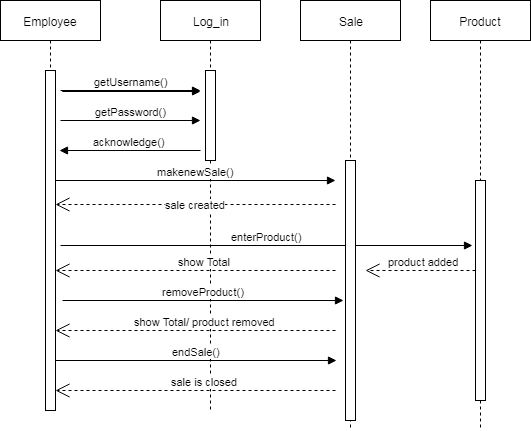 Employee
Log_in
Sale
Product
getUsername()
getPassword()
acknowledge()
makenewSale()
sale created
enterProduct()
show Total
product added
removeProduct()
show Total/ product removed
endSale()
sale is closed